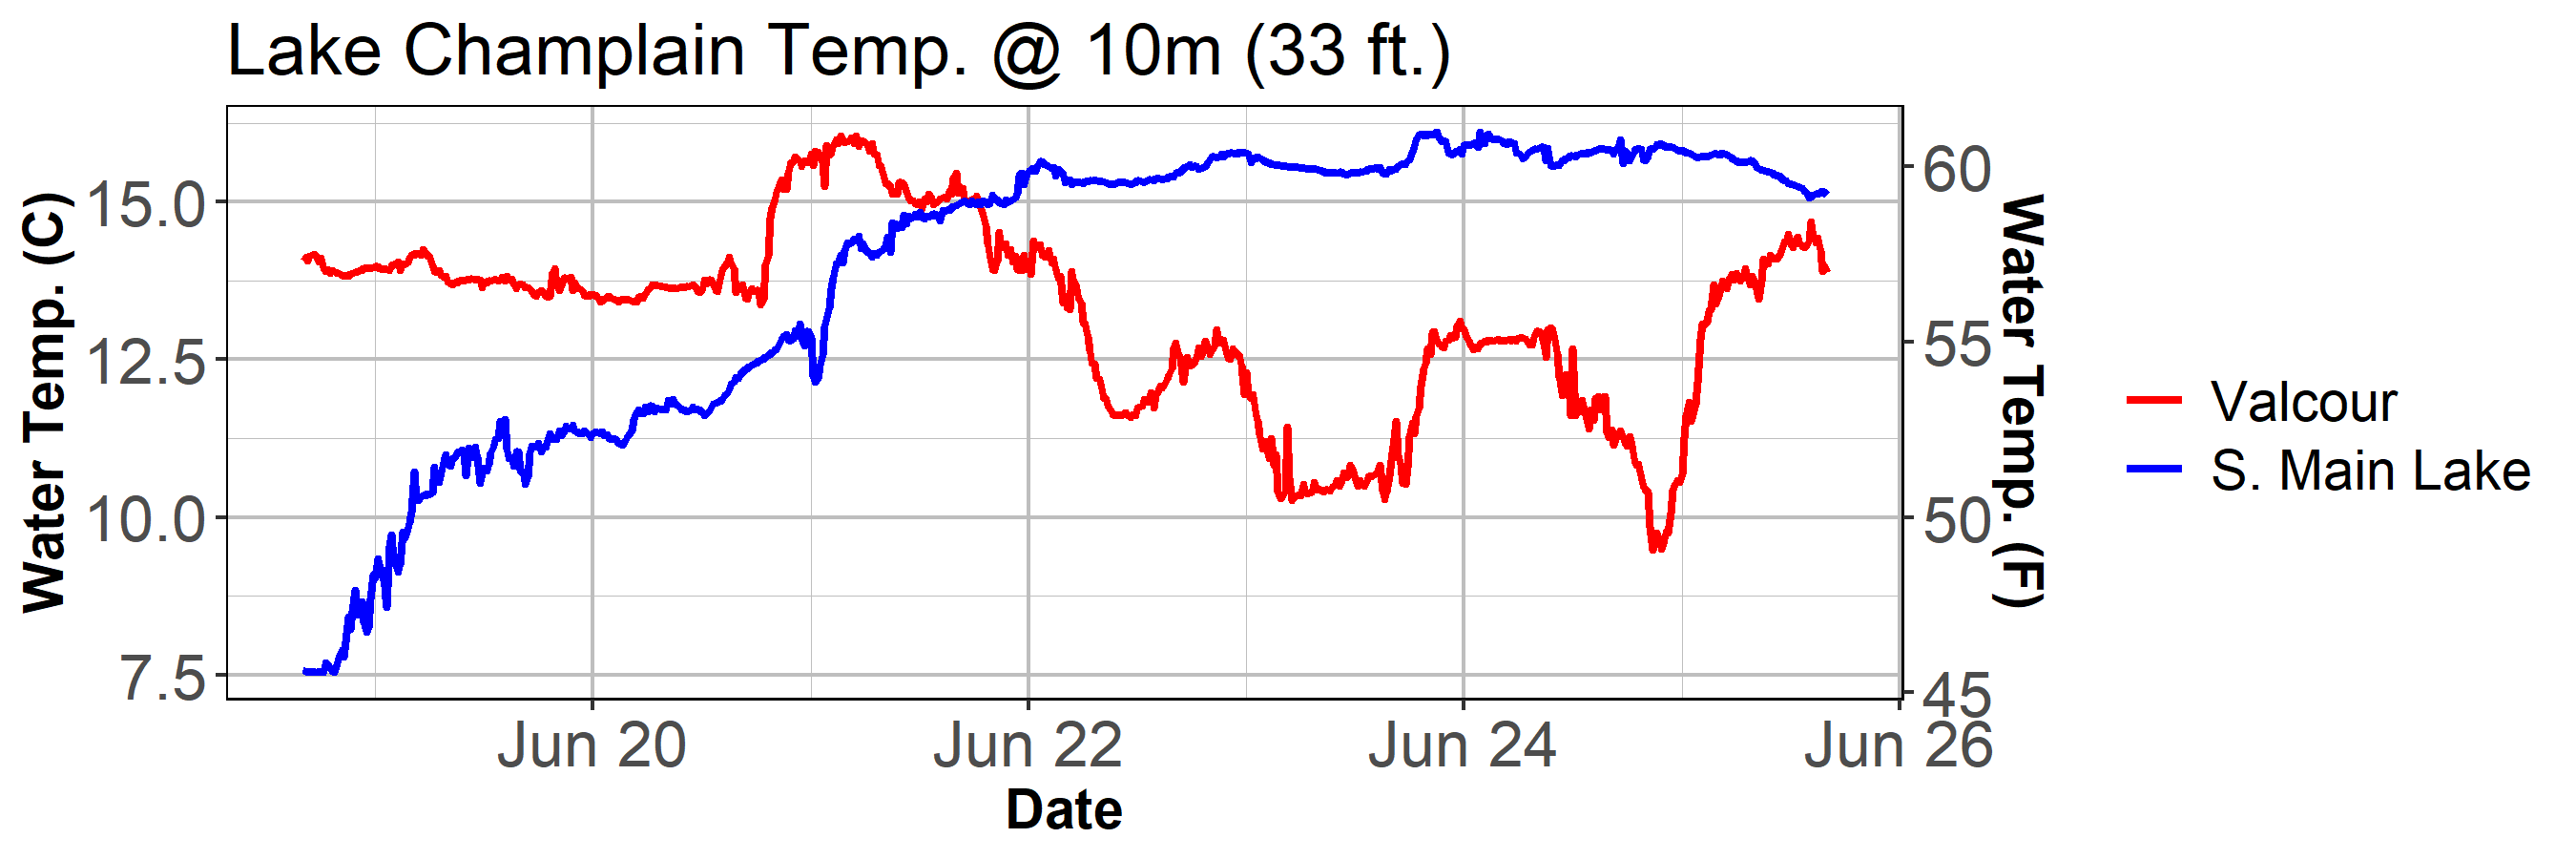 Lake Champlain Temp. @ 10m (33 ft.)
Water Temp. (C)
15.0
12.5
10.0
7.5
60
55
50
45
Water Temp. (F)
Jun 20
Jun 22
Jun 24
Jun 26
Date
Valcour
S. Main Lake